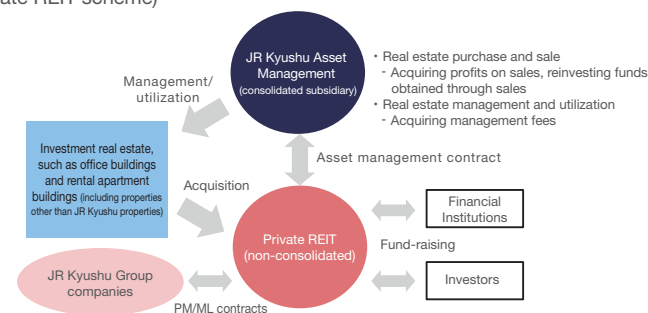 ate REIT scheme)
JR Kyushu Asset
Management
(consolidated subsidiary)
• Real estate purchase and sale
- Acquiring profits on sales, reinvesting funds
obtained through sales
• Real estate management and utilization
- Acquiring management fees
Management/
utilization
Investment real estate,
such as office buildings
and rental apartment
buildings (including properties
other than JR Kyushu properties)
Asset management contract
Acquisition
Private REIT
(non-consolidated)
Financial
Institutions
Fund-raising
Investors
JR Kyushu Group
companies
PM/ML contracts